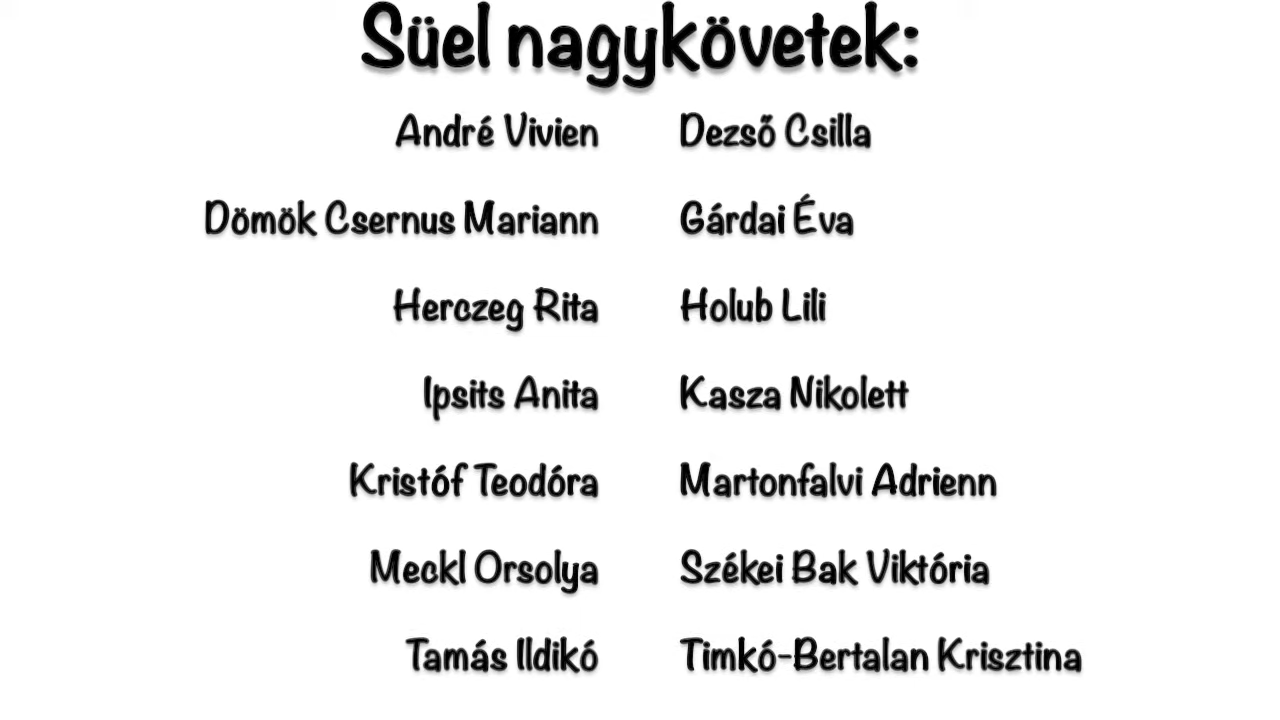 Süel nagykövetek:
André Vivien Dezső Csilla
Dömök Csernus Mariann Gárdai Éva
Herczeg Rita Holub Lili
Ipsits Anita Kasza Nikolett
Kristóf Teodóra Martonfalvi Adrienn
Meckl Orsolya Székei Bak Viktória
Tamás Ildikó Timkó-Bertalan Krisztina